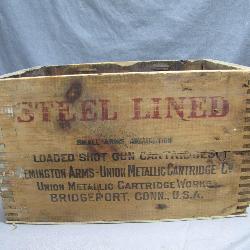 STEEL LINED
SMALL ARMS AMMUNITION
LOADED SHOT GUN CARTRIDGES
REMINGTON ARMS-UNION METALLIC CARTRIDGE CO
UNION METALLIC CARTRIDGE WORKS
BRIDGEPORT, CONN., U.S.A.